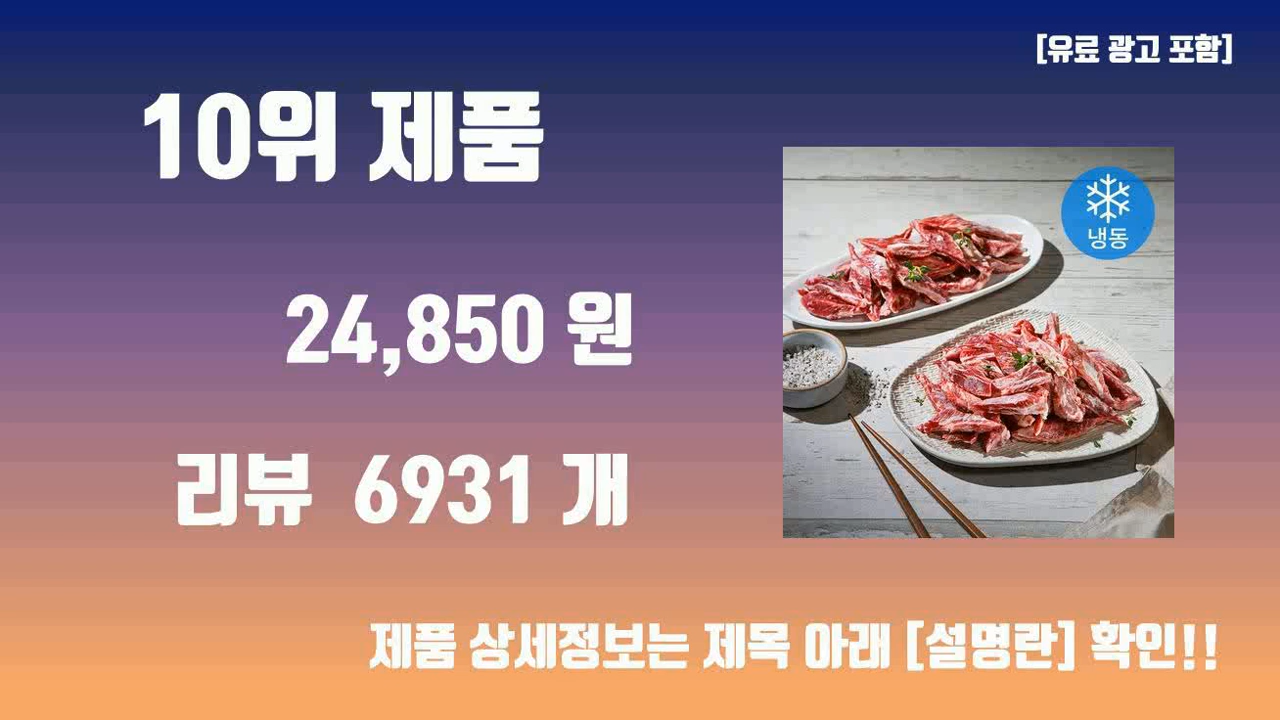 [유료 광고 포함]
10위 제품
냉동
24,850 원
리뷰 6931 개
제품 상세정보는 제목 아래 [설명란] 확인!!